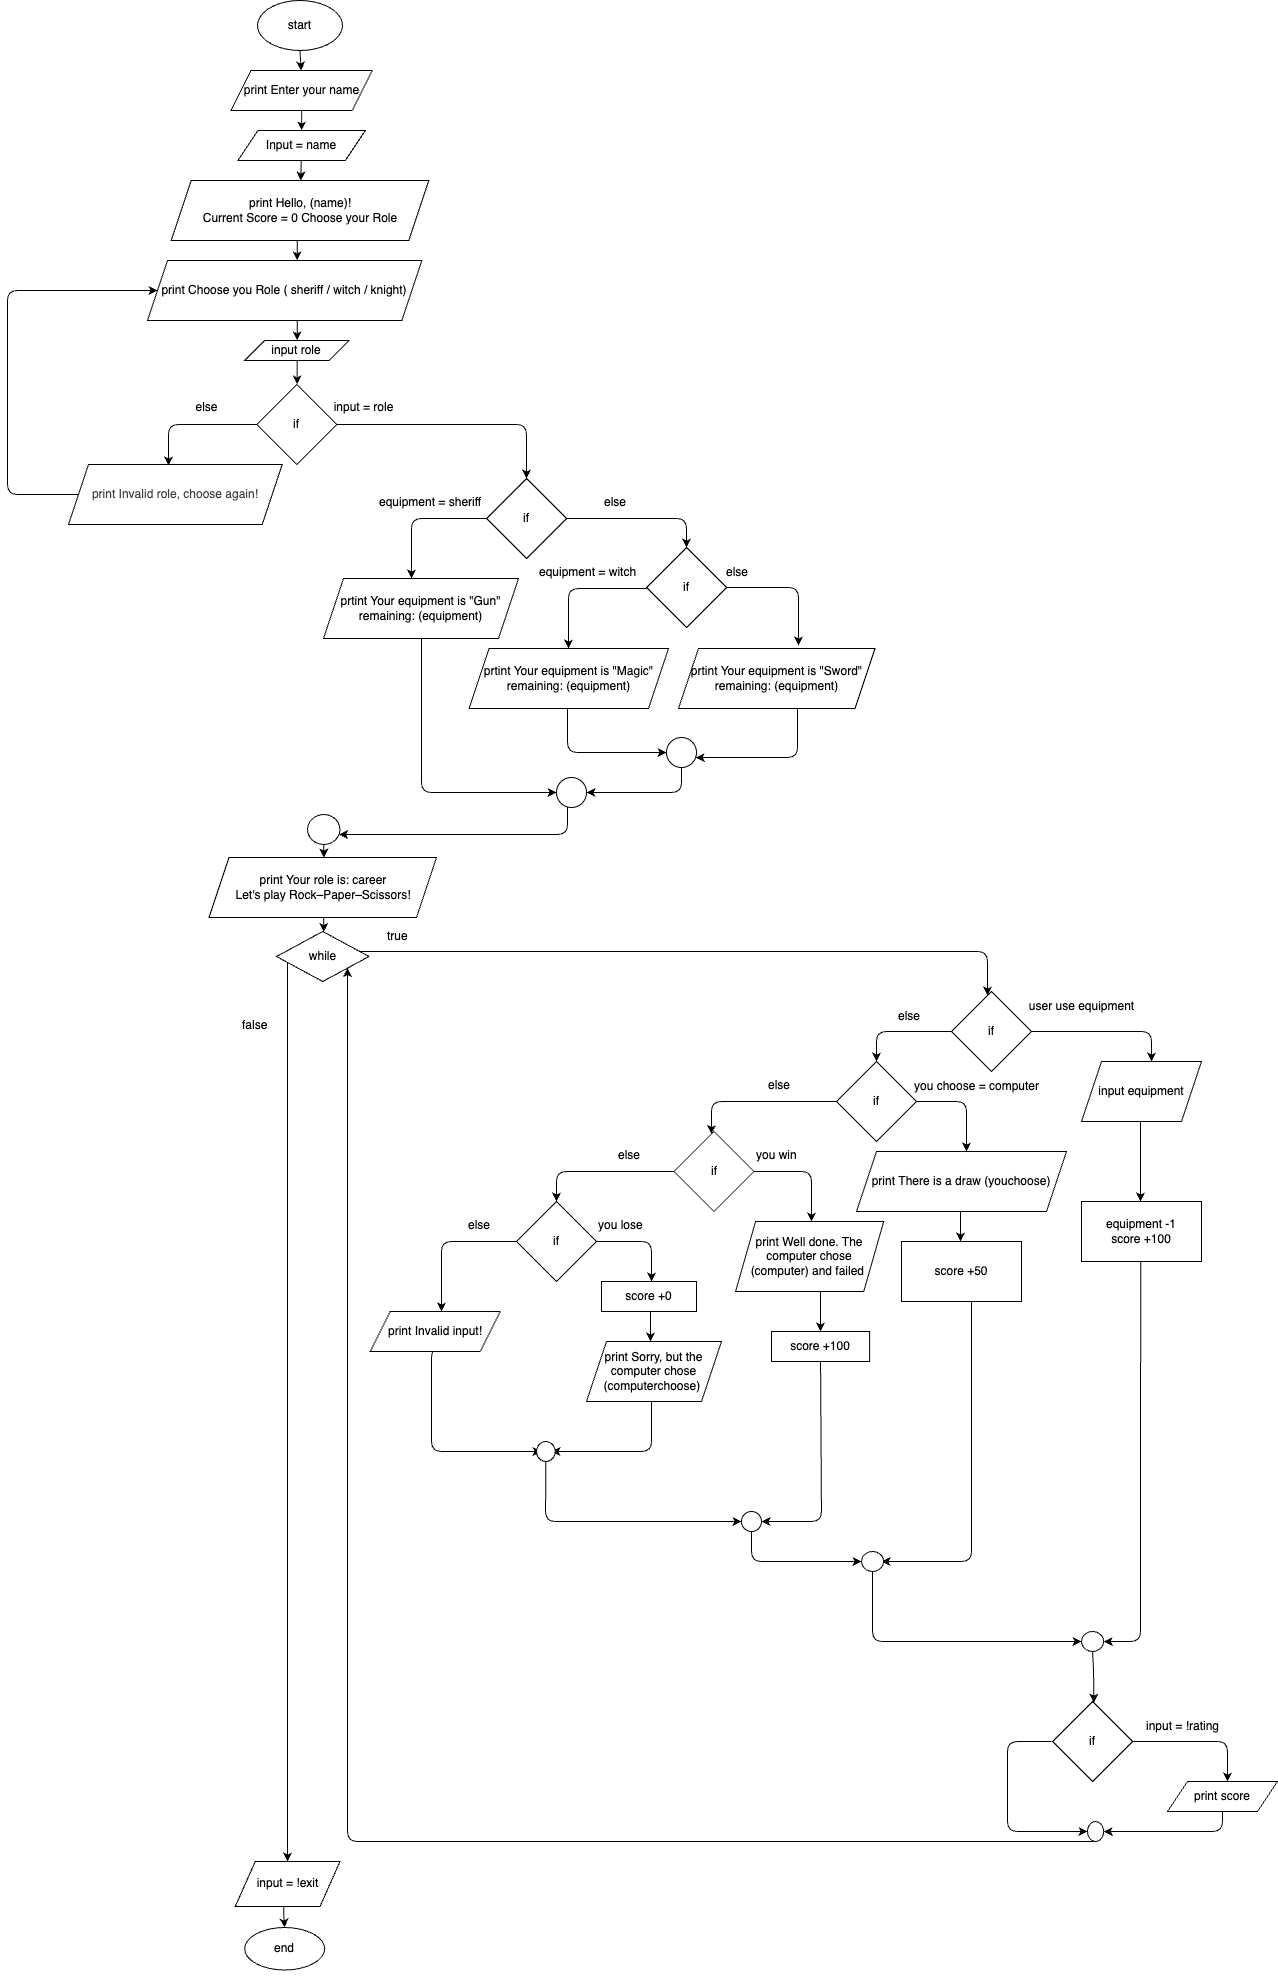 start
print Enter your name
Input = name
print Hello, (name)!
Current Score = 0 Choose your Role
print Choose you Role ( sheriff / witch / knight)
input role
else
if
input = role
print Invalid role, choose again!
equipment = sheriff
if
else
prtint Your equipment is "Gun"
remaining: (equipment)
equipment = witch
if
else
prtint Your equipment is "Magic"
remaining: (equipment)
prtint Your equipment is "Sword"
remaining: (equipment)
print Your role is: career
Let's play Rock–Paper–Scissors!
while
true
false
else
if
user use equipment
input equipment
equipment -1
score +100
else
if
you choose = computer
print There is a draw (youchoose)
score +50
else
if
you win
print Well done. The
computer chose
(computer) and failed
score +100
else
if
you lose
score +0
print Invalid input!
print Sorry, but the
computer chose
(computerchoose)
if
input = !rating
print score
input = !exit
end